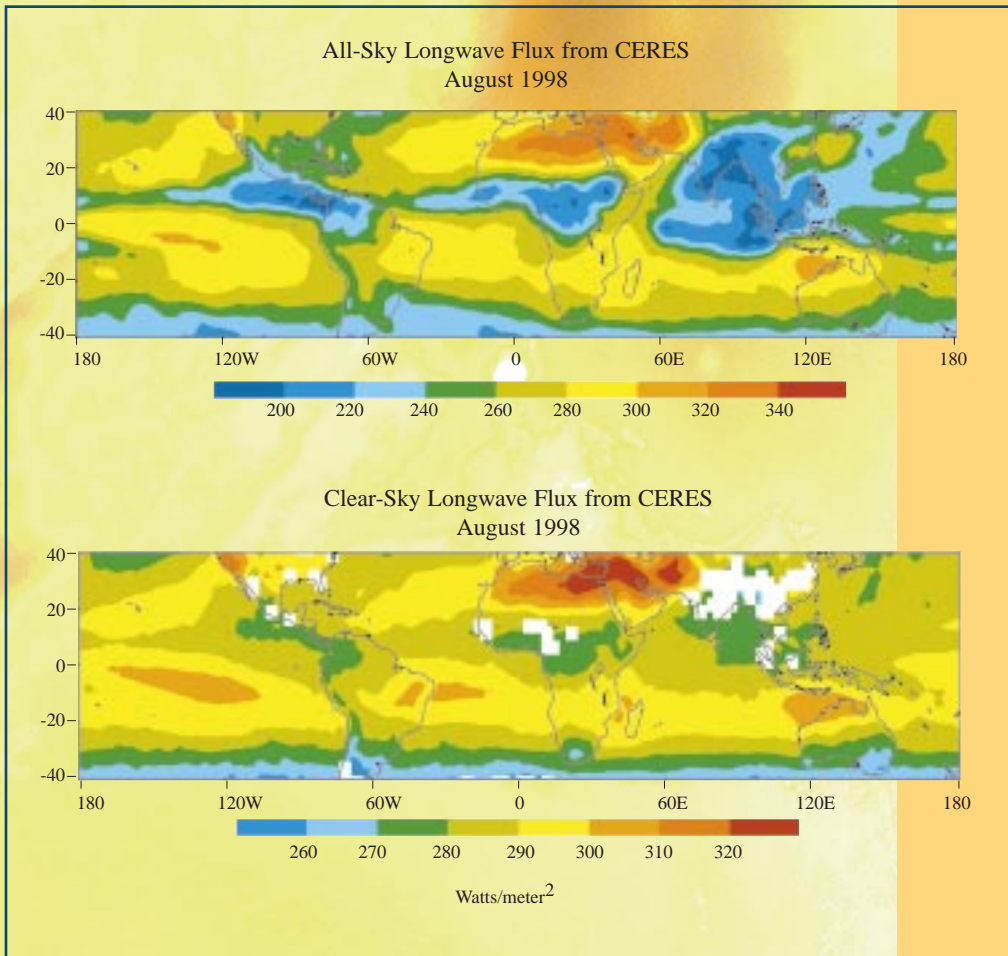 All-Sky Longwave Flux from CERES
August 1998
40
20
0
-20
-40
180 120W 60W 0 60E 120E 180
200 220 240 260 280 300 320 340
Clear-Sky Longwave Flux from CERES
August 1998
40
20
0
-20
-40
180 120W 60W 0 60E 120E 180
260 270 280 290 300 310 320
Watts/meter2